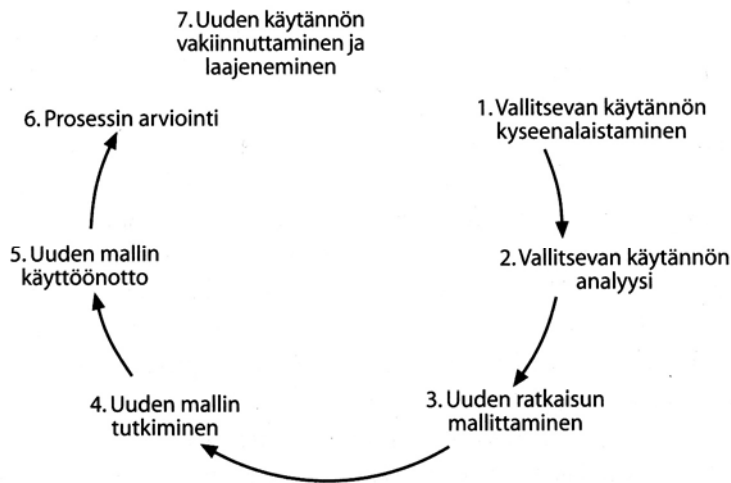 7. Uuden käytännön
vakiinnuttaminen ja
laajeneminen
6. Prosessin arviointi
1. Vallitsevan käytännön
kyseenalaistaminen
5. Uuden mallin
käyttöönotto
2. Vallitsevan käytännön
analyysi
4. Uuden mallin
tutkiminen
3. Uuden ratkaisun
mallittaminen